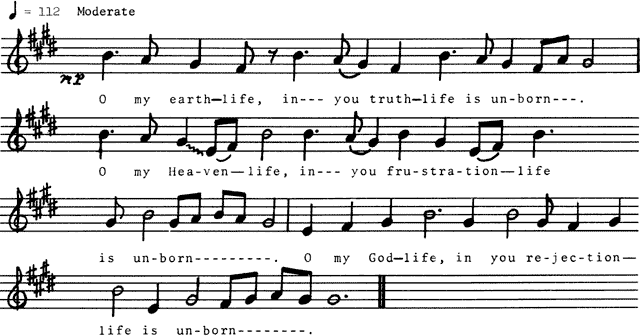 ♩ = 112 Moderate
mp
O my earth—life, in--- you truth—life is un-born---.
O my Hea-ven—life, in--- you fru-stra-tion—life
is un-born---------. O my God—life, in you re-jec-tion—
life is un-born--------.